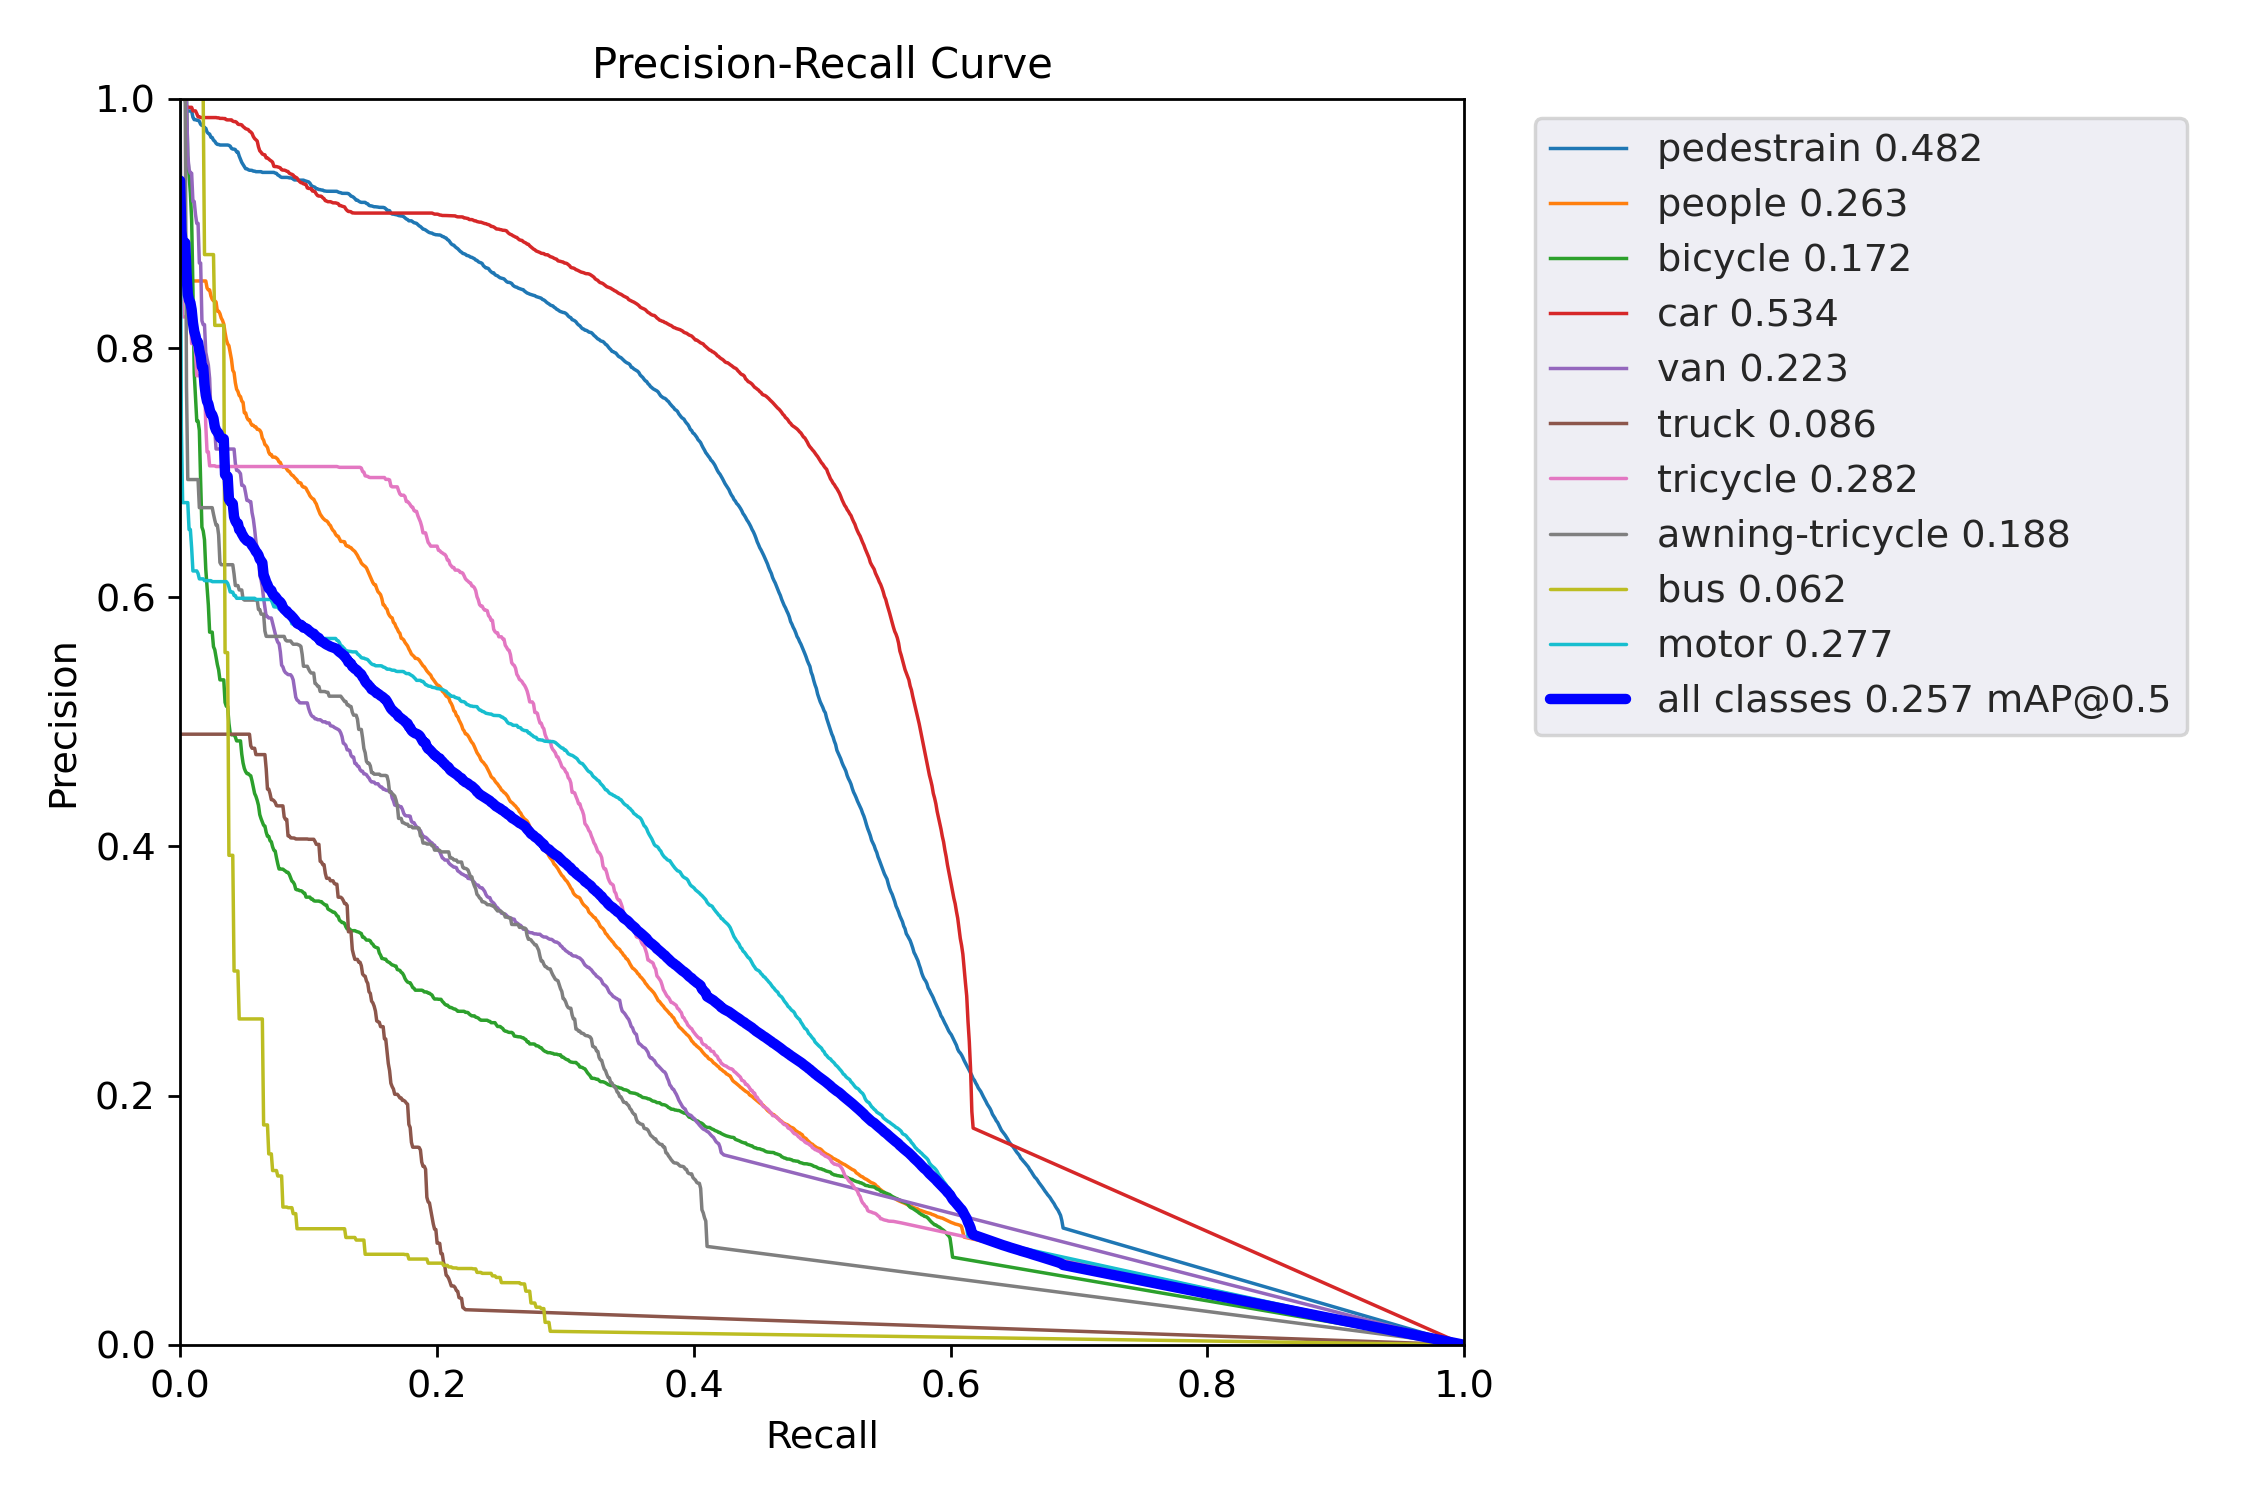 Precision-Recall Curve
1.0
0.8
0.6
0.4
0.2
0.0
Precision
0.0 0.2 0.4 0.6 0.8 1.0
Recall
pedestrain 0.482
people 0.263
bicycle 0.172
car 0.534
van 0.223
truck 0.086
tricycle 0.282
awning-tricycle 0.188
bus 0.062
motor 0.277
all classes 0.257 mAP@0.5